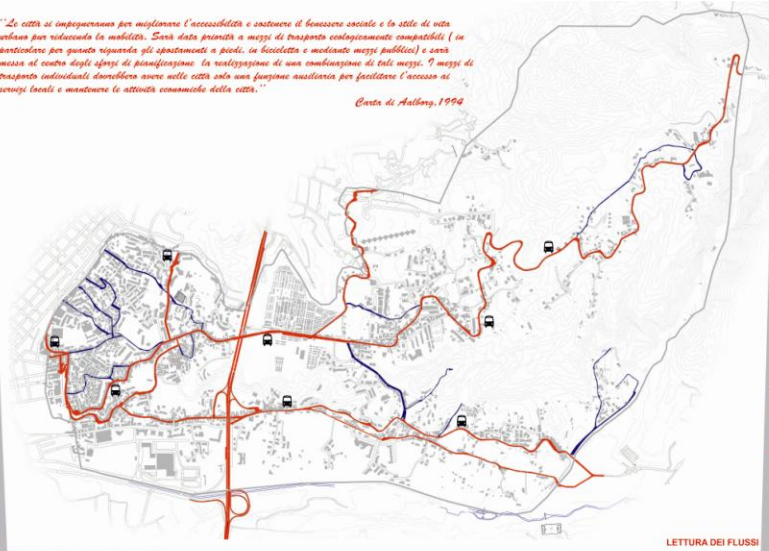 "Le città si impegneranno per migliorare l'accessibilità e sostenere il benessere sociale e lo stile di vita
urbano pur riducendo la mobilità. Sarà data priorità a mezzi di trasporto ecologicamente compatibili ( in
particolare per quanto riguarda gli spostamenti a piedi, in bicicletta e mediante mezzi pubblici) e sarà
messa al centro degli sforzi di pianificazione la realizzazione di una combinazione di tali mezzi. I mezzi di
trasporto individuali dovrebbero avere nelle città solo una funzione ausiliaria per facilitare l'accesso ai
servizi locali e mantenere le attività economiche della città."
Carta di Aalborg, 1994
LETTURA DEI FLUSSI